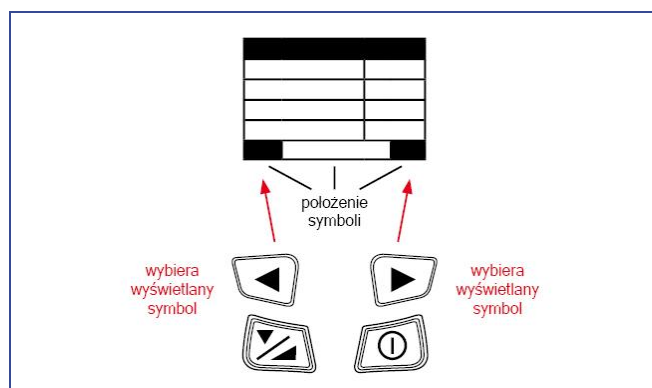 położenie
symboli
wybiera
wyświetlany
symbol
wybiera
wyświetlany
symbol